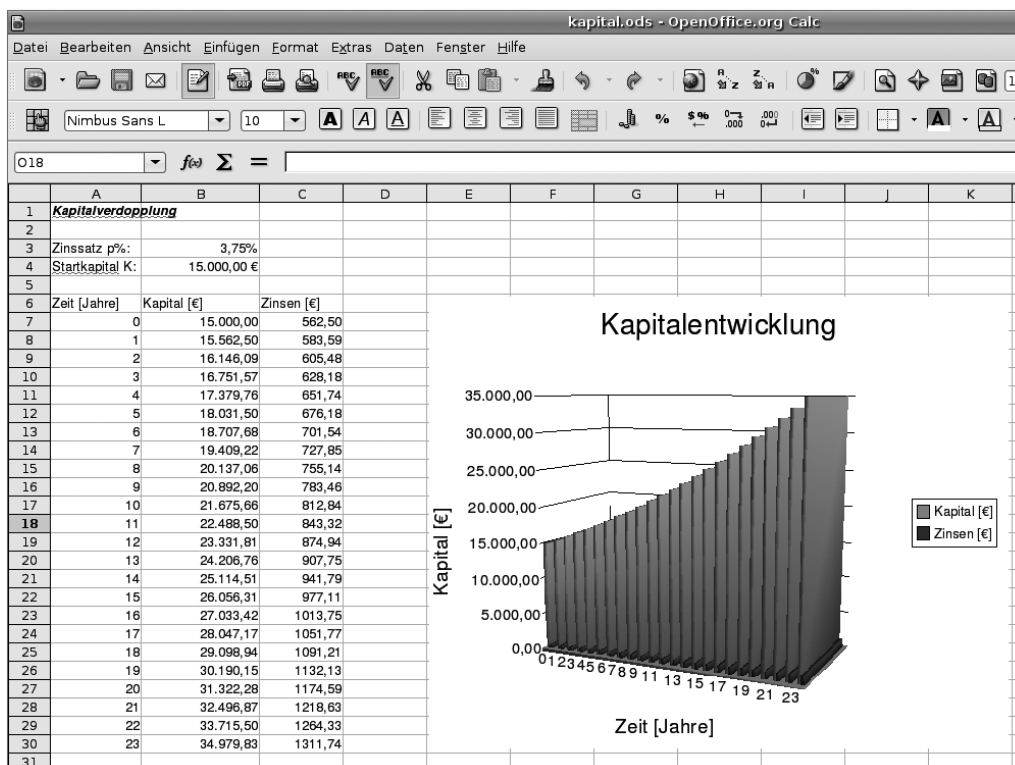 kapital.ods - OpenOffice.org Calc
Datei Bearbeiten Ansicht Einfügen Format Extras Daten Fenster Hilfe
ABC ABC
Nimbus Sans L 10 A A A % $% .000 .000 A A
O18 f(x) Σ =
A B C D E F G H I J K
1 Kapitalverdopplung
2
3 Zinssatz p%: 3,75%
4 Startkapital K: 15.000,00 €
5
6 Zeit [Jahre] Kapital [€] Zinsen [€]
7 0 15.000,00 562,50
8 1 15.562,50 583,59
9 2 16.146,09 605,48
10 3 16.751,57 628,18
11 4 17.379,76 651,74
12 5 18.031,50 676,18
13 6 18.707,68 701,54
14 7 19.409,22 727,85
15 8 20.137,06 755,14
16 9 20.892,20 783,46
17 10 21.675,66 812,84
18 11 22.488,50 843,32
19 12 23.331,81 874,94
20 13 24.206,76 907,75
21 14 25.114,51 941,79
22 15 26.056,31 977,11
23 16 27.033,42 1013,75
24 17 28.047,17 1051,77
25 18 29.098,94 1091,21
26 19 30.190,15 1132,13
27 20 31.322,28 1174,59
28 21 32.496,87 1218,63
29 22 33.715,50 1264,33
30 23 34.979,83 1311,74
31
Kapitalentwicklung
35.000,00
30.000,00
25.000,00
20.000,00
15.000,00
10.000,00
5.000,00
0,00
Kapital [€]
0 1 2 3 4 5 6 7 8 9 11 13 15 17 19 21 23
Zeit [Jahre]
Kapital [€]
Zinsen [€]